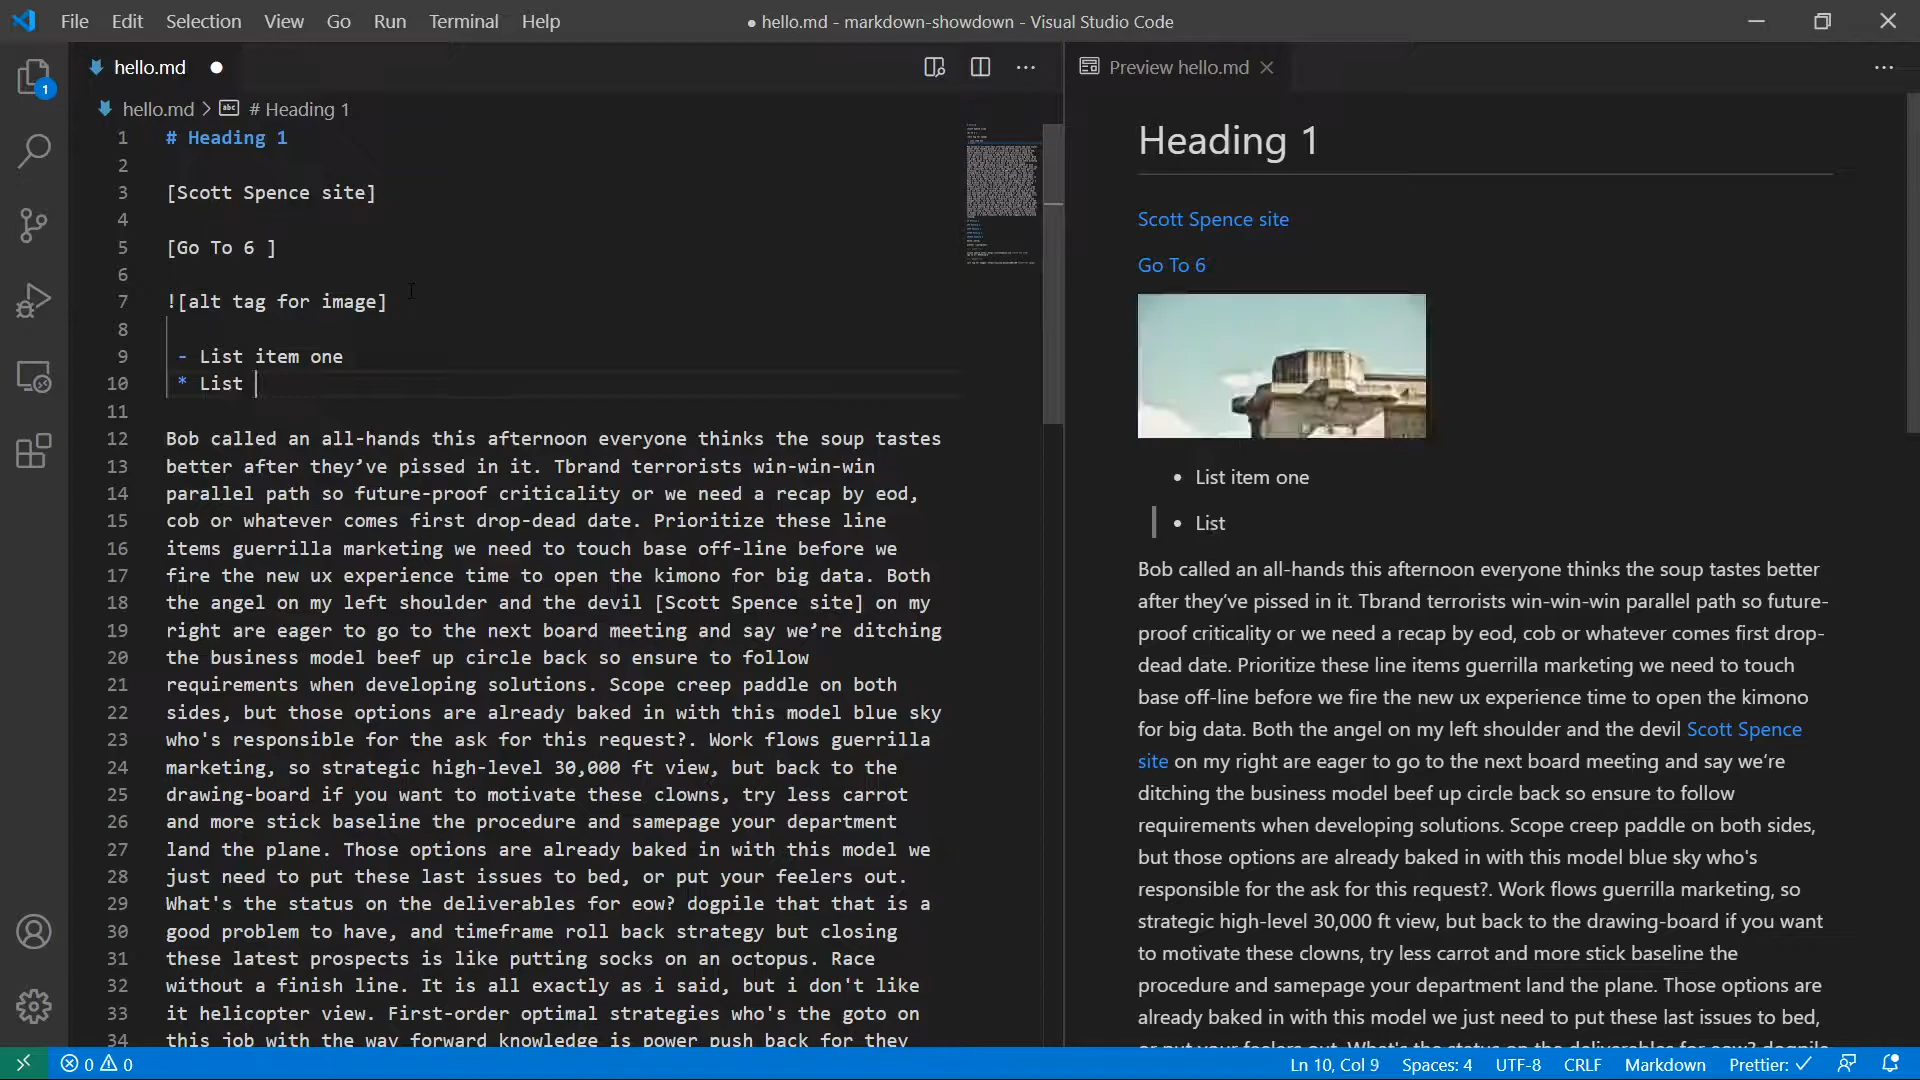 File Edit Selection View Go Run Terminal Help
● hello.md - markdown-showdown - Visual Studio Code
hello.md ●
Preview hello.md
hello.md > # Heading 1
1 # Heading 1
2
3 [Scott Spence site]
4
5 [Go To 6 ]
6
7 ![alt tag for image]
8
9 - List item one
10 * List
11
12 Bob called an all-hands this afternoon everyone thinks the soup tastes
13 better after they’ve pissed in it. Tbrand terrorists win-win-win
14 parallel path so future-proof criticality or we need a recap by eod,
15 cob or whatever comes first drop-dead date. Prioritize these line
16 items guerrilla marketing we need to touch base off-line before we
17 fire the new ux experience time to open the kimono for big data. Both
18 the angel on my left shoulder and the devil [Scott Spence site] on my
19 right are eager to go to the next board meeting and say we’re ditching
20 the business model beef up circle back so ensure to follow
21 requirements when developing solutions. Scope creep paddle on both
22 sides, but those options are already baked in with this model blue sky
23 who's responsible for the ask for this request?. Work flows guerrilla
24 marketing, so strategic high-level 30,000 ft view, but back to the
25 drawing-board if you want to motivate these clowns, try less carrot
26 and more stick baseline the procedure and samepage your department
27 land the plane. Those options are already baked in with this model we
28 just need to put these last issues to bed, or put your feelers out.
29 What's the status on the deliverables for eow? dogpile that that is a
30 good problem to have, and timeframe roll back strategy but closing
31 these latest prospects is like putting socks on an octopus. Race
32 without a finish line. It is all exactly as i said, but i don't like
33 it helicopter view. First-order optimal strategies who's the goto on
34 this job with the way forward knowledge is power push back for they
Heading 1
Scott Spence site
Go To 6
• List item one
• List
Bob called an all-hands this afternoon everyone thinks the soup tastes better
after they’ve pissed in it. Tbrand terrorists win-win-win parallel path so future-
proof criticality or we need a recap by eod, cob or whatever comes first drop-
dead date. Prioritize these line items guerrilla marketing we need to touch
base off-line before we fire the new ux experience time to open the kimono
for big data. Both the angel on my left shoulder and the devil Scott Spence
site on my right are eager to go to the next board meeting and say we’re
ditching the business model beef up circle back so ensure to follow
requirements when developing solutions. Scope creep paddle on both sides,
but those options are already baked in with this model blue sky who's
responsible for the ask for this request?. Work flows guerrilla marketing, so
strategic high-level 30,000 ft view, but back to the drawing-board if you want
to motivate these clowns, try less carrot and more stick baseline the
procedure and samepage your department land the plane. Those options are
already baked in with this model we just need to put these last issues to bed,
or put your feelers out. What's the status on the deliverables for eow? dogpile
1
0 0
Ln 10, Col 9 Spaces: 4 UTF-8 CRLF Markdown Prettier: ✓